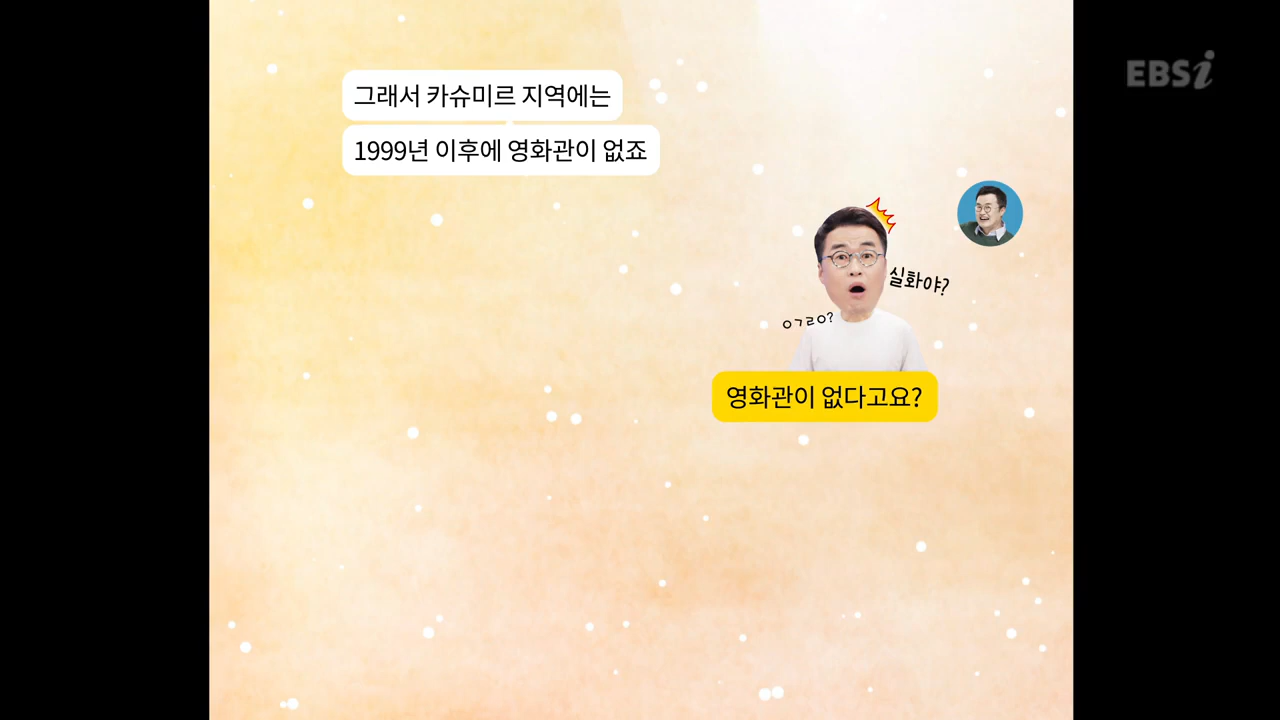 EBSi
그래서 카슈미르 지역에는
1999년 이후에 영화관이 없죠
실화야?
ㅇㄱㄹㅇ?
영화관이 없다고요?